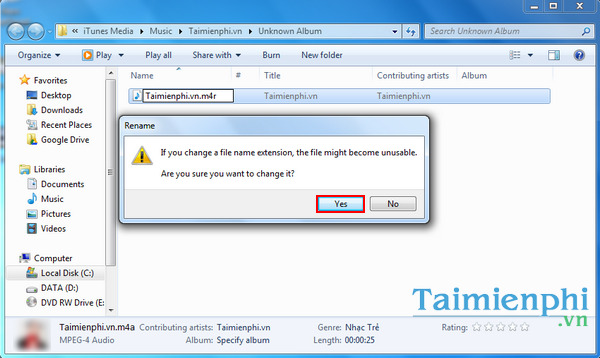 iTunes Media ▸ Music ▸ Taimienphi.vn ▸ Unknown Album
Search Unknown Album
Organize Play Play all Share with Burn New folder
Name # Title Contributing artists Album
Favorites
Desktop
Downloads
Recent Places
Google Drive
Taimienphi.vn.m4r Taimienphi.vn Taimienphi.vn
Rename
If you change a file name extension, the file might become unusable.
Are you sure you want to change it?
Yes No
Libraries
Documents
Music
Pictures
Videos
Computer
Local Disk (C:)
DATA (D:)
DVD RW Drive (E:
Taimienphi
.vn
Taimienphi.vn.m4a Contributing artists: Taimienphi.vn Genre: Nhạc Trẻ Rating:
MPEG-4 Audio Album: Specify album Length: 00:00:25